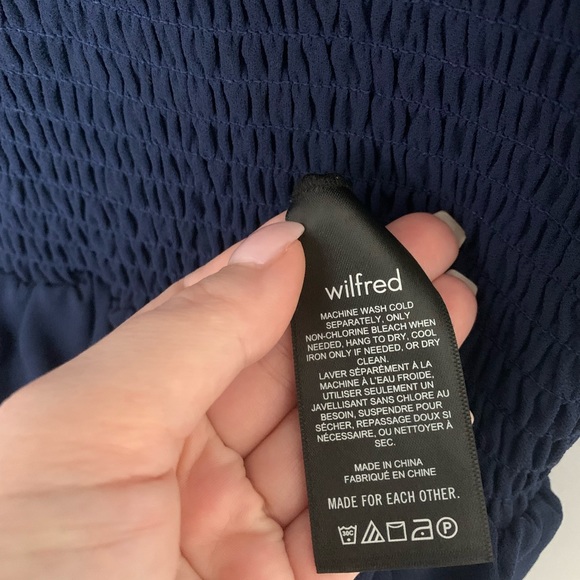 wilfred
MACHINE WASH COLD
SEPARATELY, ONLY
NON-CHLORINE BLEACH WHEN
NEEDED, HANG TO DRY, COOL
IRON ONLY IF NEEDED, OR DRY
CLEAN.
LAVER SÉPARÉMENT À LA
MACHINE À L'EAU FROIDE,
UTILISER SEULEMENT UN
JAVELLISANT SANS CHLORE AU
BESOIN, SUSPENDRE POUR
SÉCHER, REPASSAGE DOUX SI
NÉCESSAIRE, OU NETTOYER À
SEC.
MADE IN CHINA
FABRIQUÉ EN CHINE
MADE FOR EACH OTHER.
30C P